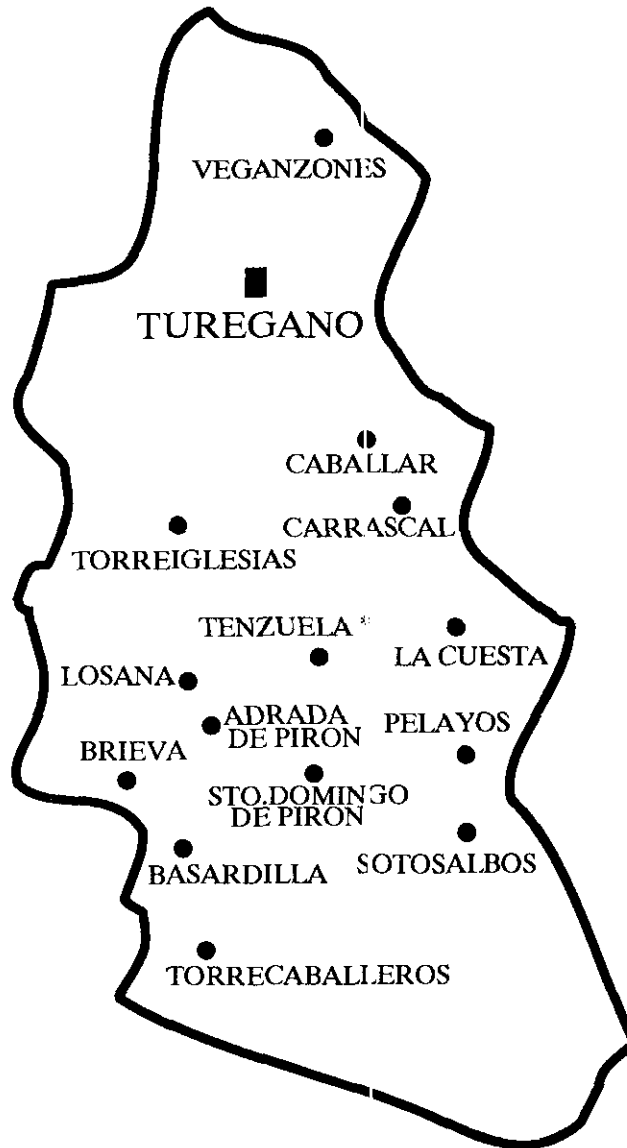 VEGANZONES
TUREGANO
CABALLAR
CARRASCAL
TORREIGLESIAS
TENZUELA *
LA CUESTA
LOSANA
ADRADA
DE PIRON
PELAYOS
BRIEVA
STO.DOMINGO
DE PIRON
SOTOSALBOS
BASARDILLA
TORRECABALLEROS